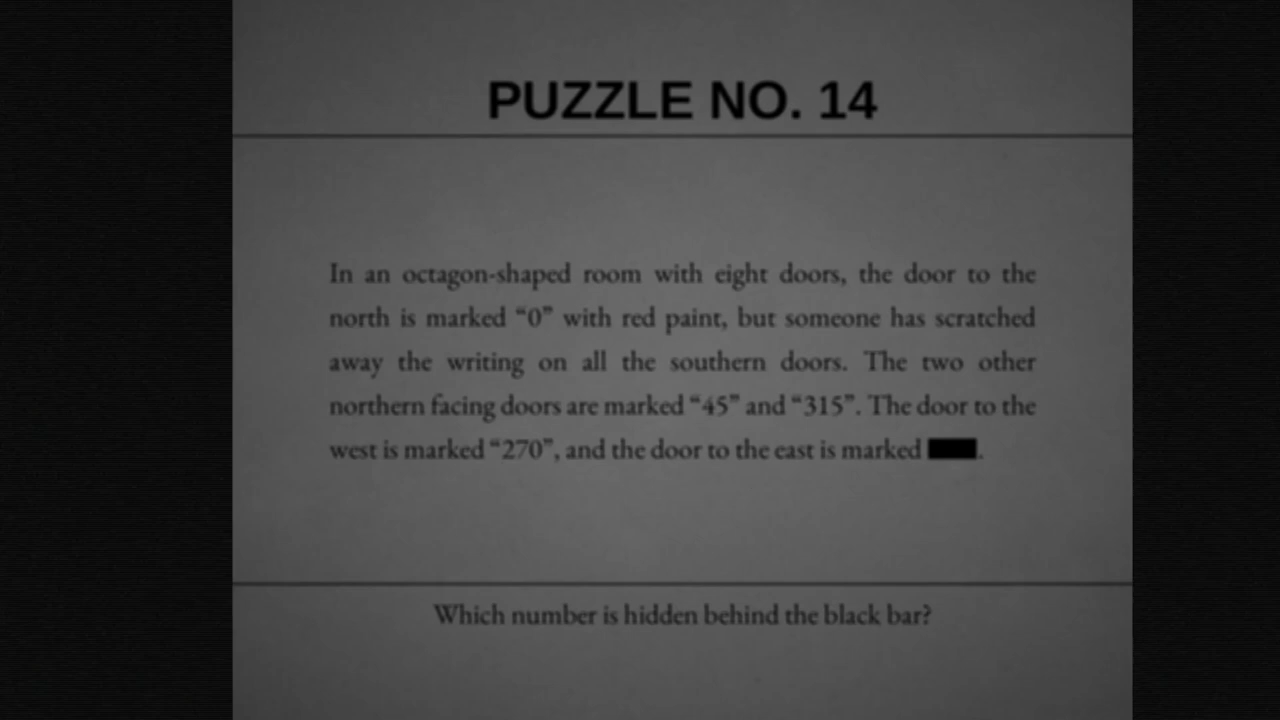 PUZZLE NO. 14
In an octagon-shaped room with eight doors, the door to the
north is marked “0” with red paint, but someone has scratched
away the writing on all the southern doors. The two other
northern facing doors are marked “45” and “315”. The door to the
west is marked “270”, and the door to the east is marked .
Which number is hidden behind the black bar?